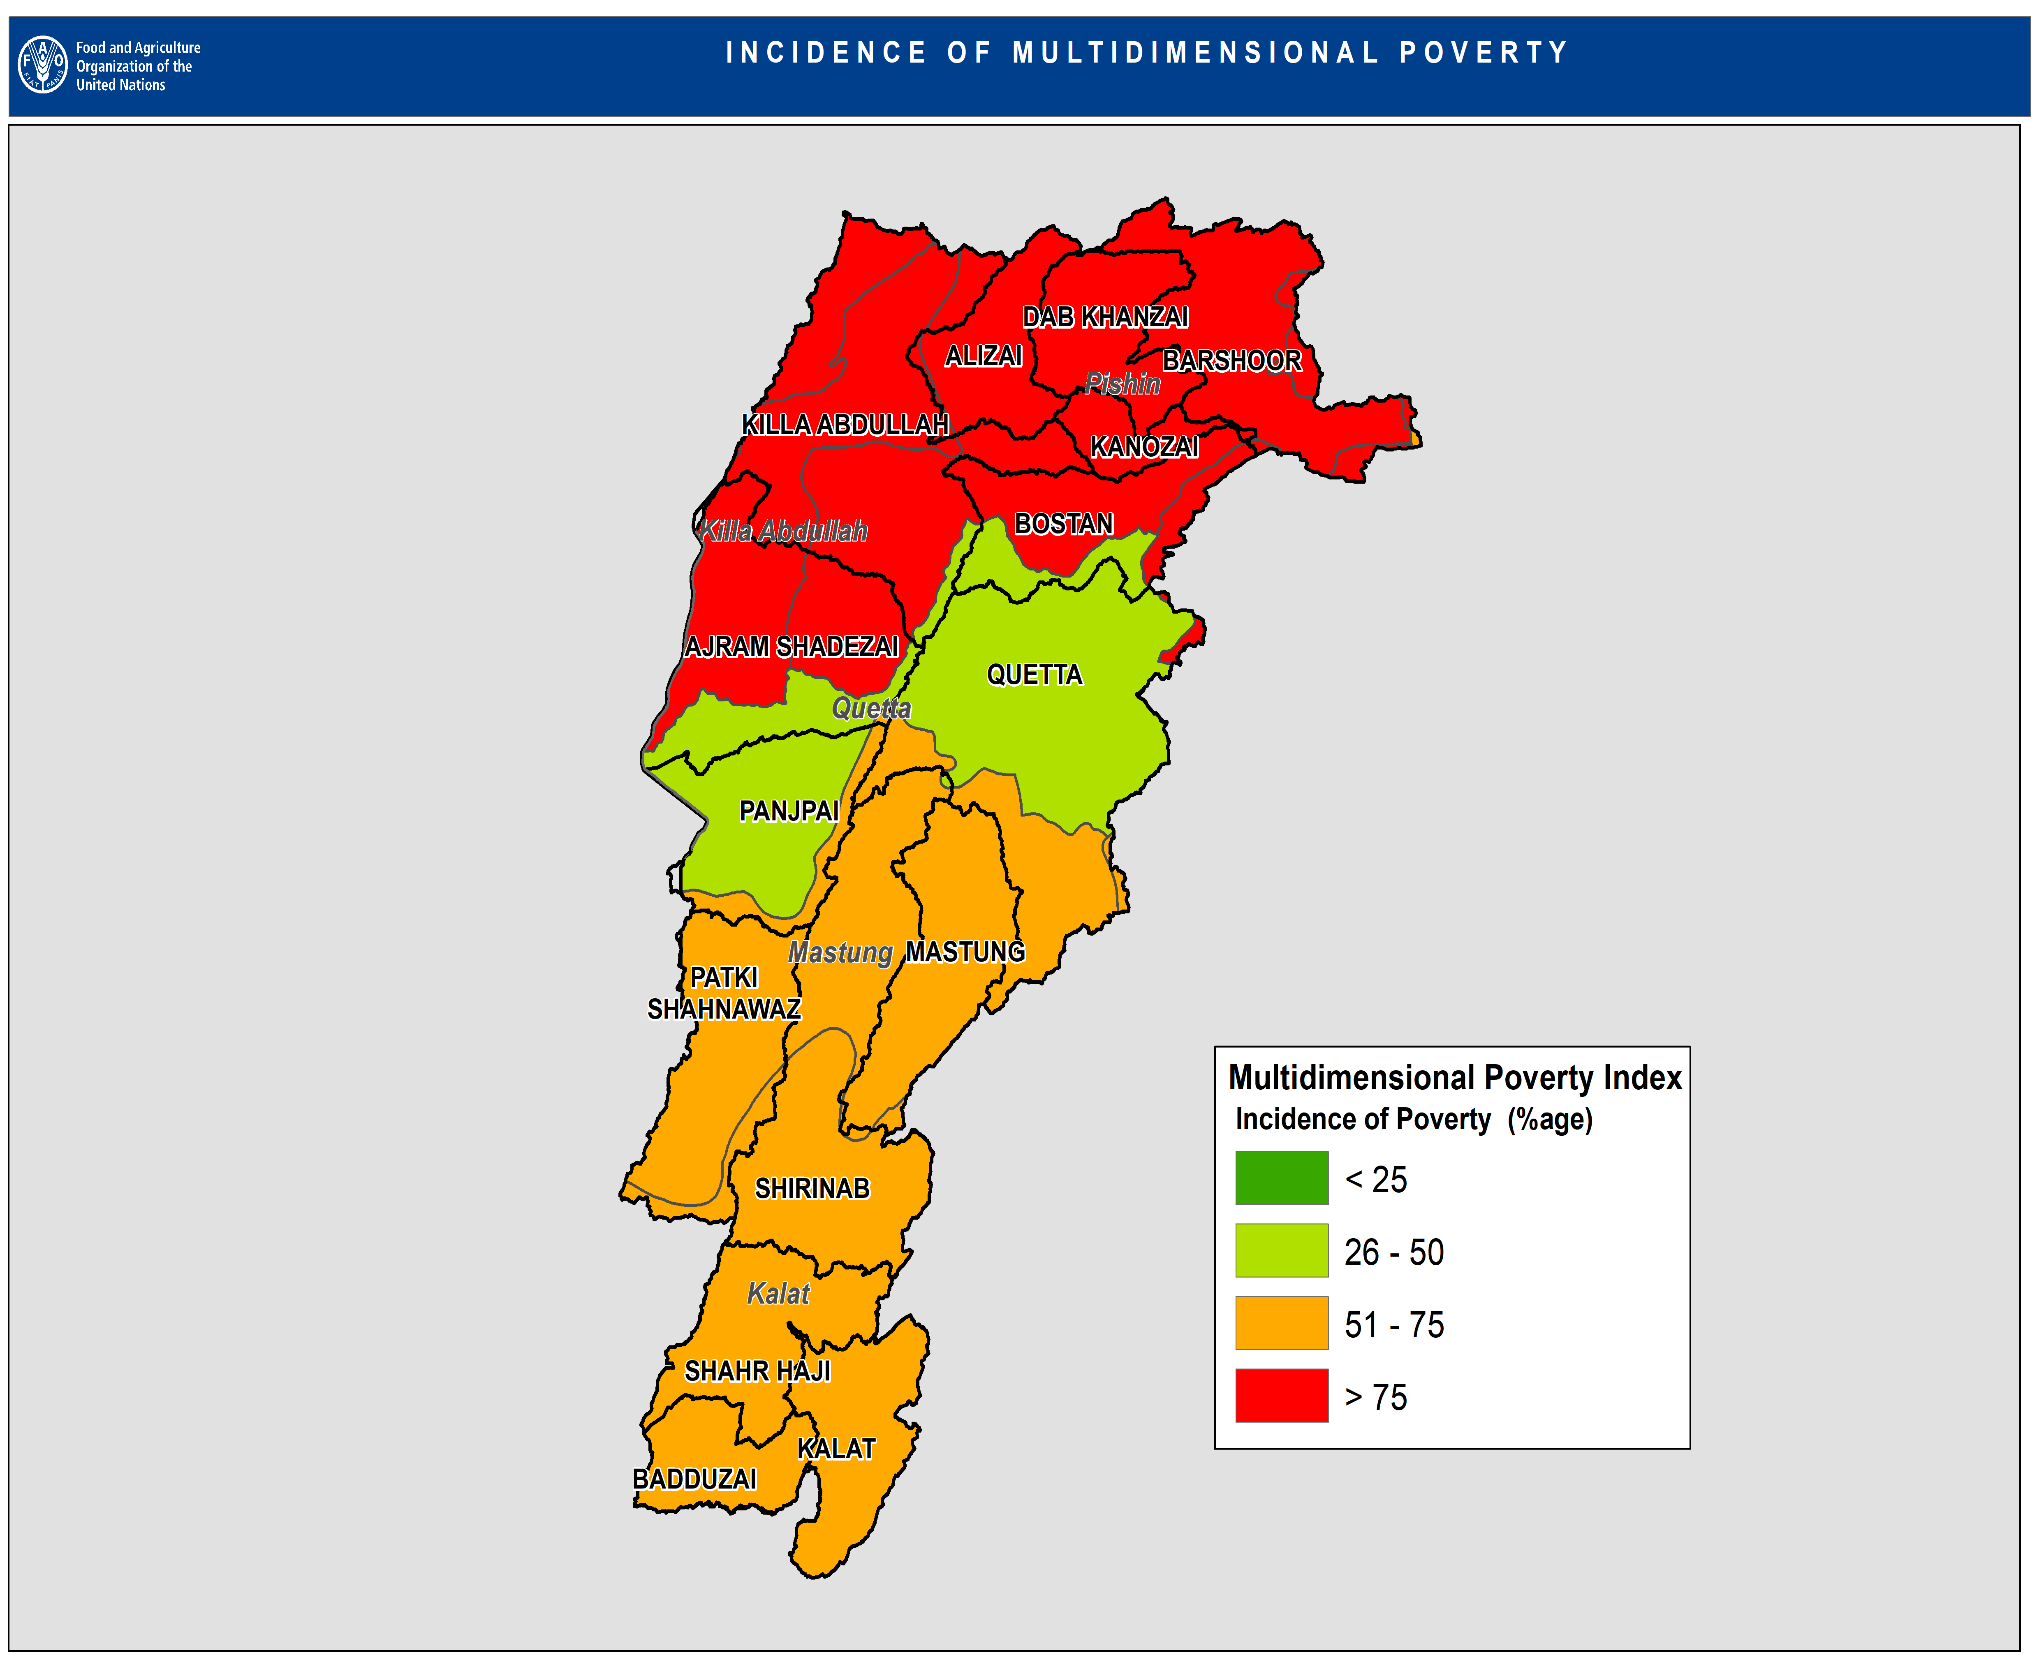 Food and Agriculture
Organization of the
United Nations
F A O
FIAT PANIS
INCIDENCE OF MULTIDIMENSIONAL POVERTY
DAB KHANZAI
ALIZAI
BARSHOOR
Pishin
KILLA ABDULLAH
KANOZAI
BOSTAN
Killa Abdullah
AJRAM SHADEZAI
QUETTA
Quetta
PANJPAI
Mastung
MASTUNG
PATKI
SHAHNAWAZ
SHIRINAB
Kalat
SHAHR HAJI
KALAT
BADDUZAI
Multidimensional Poverty Index
Incidence of Poverty (%age)
< 25
26 - 50
51 - 75
> 75